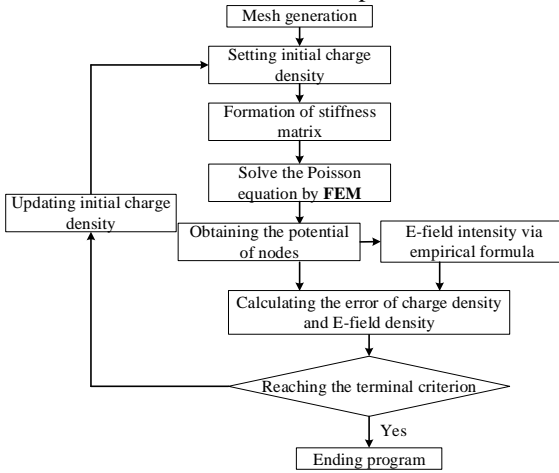 Mesh generation
Setting initial charge
density
Formation of stiffness
matrix
Solve the Poisson
equation by FEM
Updating initial charge
density
Obtaining the potential
of nodes
E-field intensity via
empirical formula
Calculating the error of charge density
and E-field density
Reaching the terminal criterion
Yes
Ending program